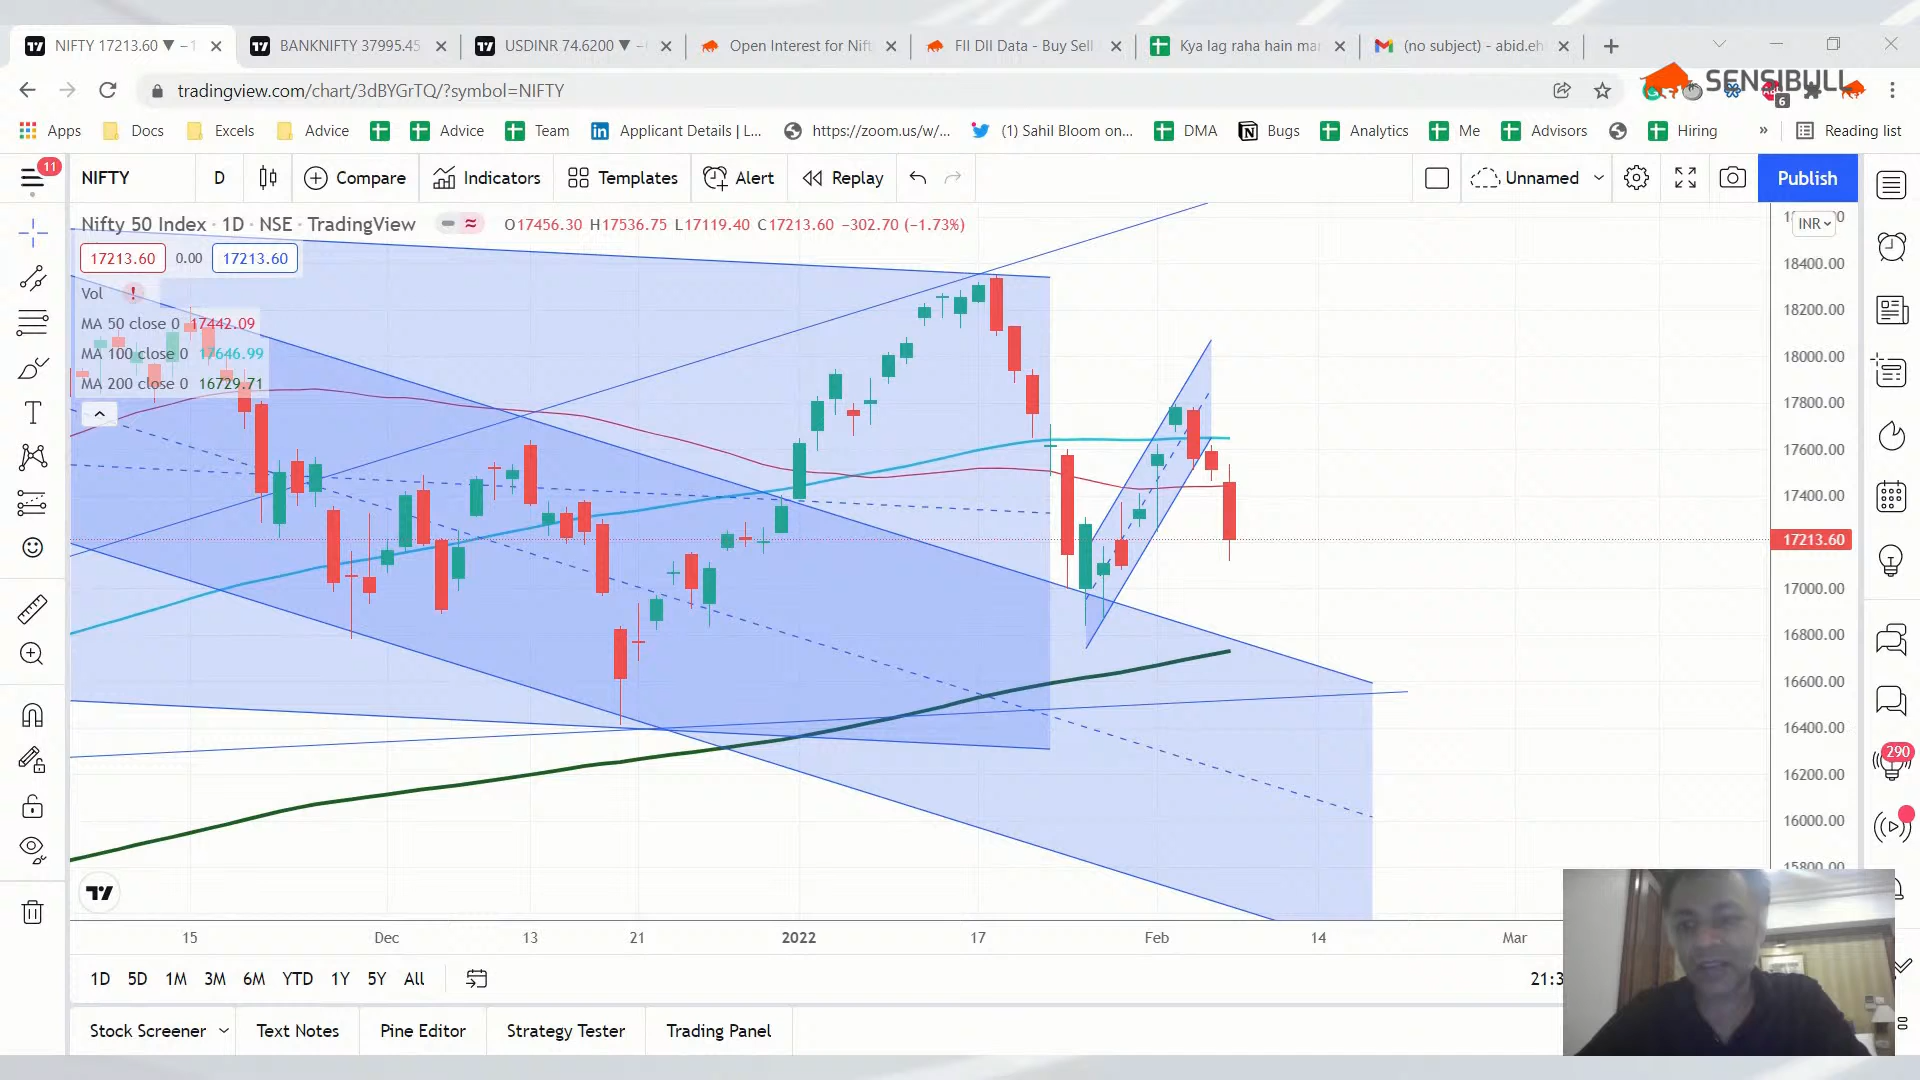 NIFTY 17213.60 ▼ −1
BANKNIFTY 37995.45
USDINR 74.6200 ▼ −
Open Interest for Nift
FII DII Data - Buy Sell
Kya lag raha hain mar
(no subject) - abid.eh
tradingview.com/chart/3dBYGrTQ/?symbol=NIFTY
SENSIBULL
6
Apps
Docs
Excels
Advice
Advice
Team
Applicant Details | L...
https://zoom.us/w/...
(1) Sahil Bloom on...
DMA
Bugs
Analytics
Me
Advisors
Hiring
»
Reading list
11
NIFTY
D
Compare
Indicators
Templates
Alert
Replay
Unnamed
Publish
Nifty 50 Index · 1D · NSE · TradingView
O17456.30 H17536.75 L17119.40 C17213.60 −302.70 (−1.73%)
INR
17213.60 0.00 17213.60
Vol
MA 50 close 0 17442.09
MA 100 close 0 17646.99
MA 200 close 0 16729.71
18400.00
18200.00
18000.00
17800.00
17600.00
17400.00
17213.60
17000.00
16800.00
16600.00
16400.00
16200.00
16000.00
15800.00
290
15 Dec 13 21 2022 17 Feb 14 Mar
1D 5D 1M 3M 6M YTD 1Y 5Y All
21:3
Stock Screener
Text Notes
Pine Editor
Strategy Tester
Trading Panel